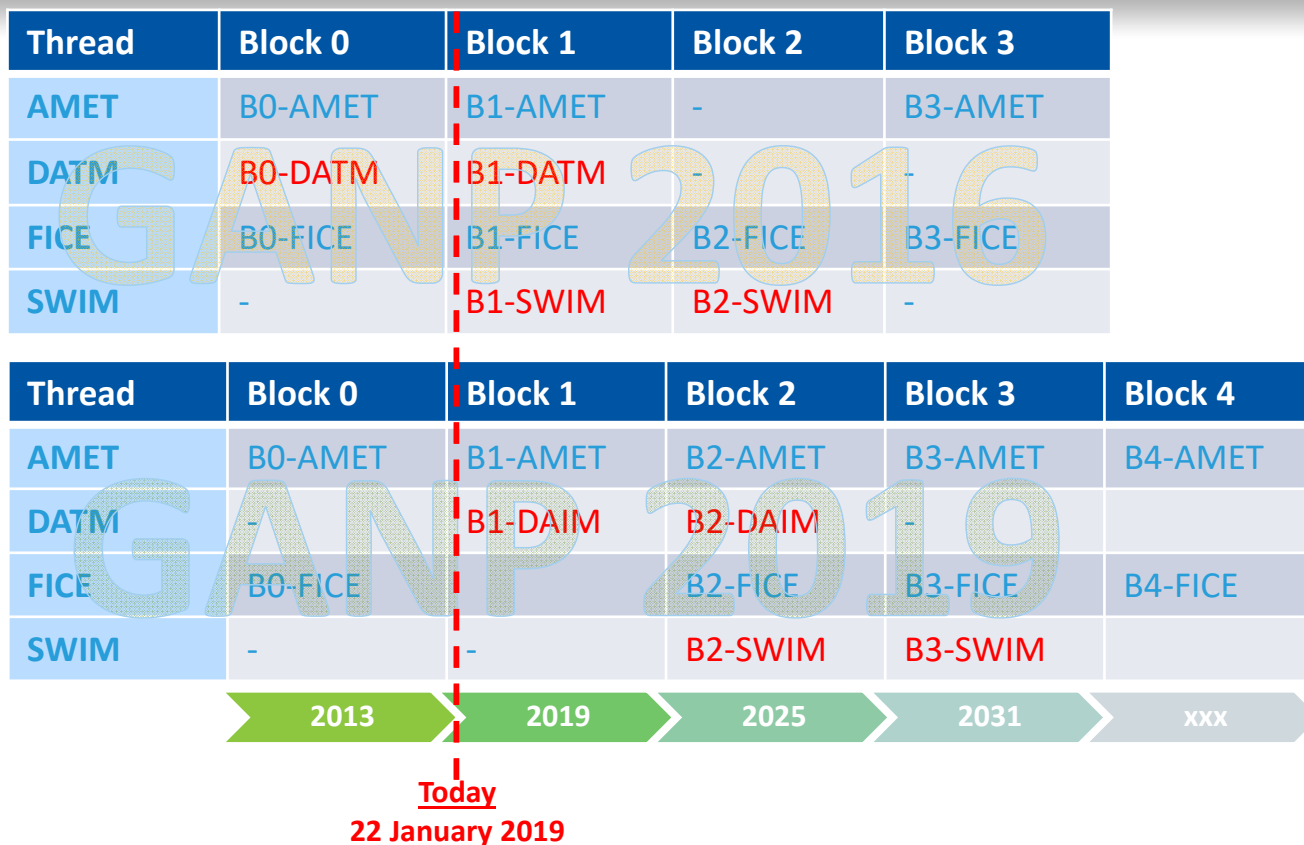 Thread Block 0 Block 1 Block 2 Block 3
AMET B0-AMET B1-AMET - B3-AMET
DATM B0-DATM B1-DATM - -
FICE B0-FICE B1-FICE B2-FICE B3-FICE
SWIM - B1-SWIM B2-SWIM -
GANP 2016
Thread Block 0 Block 1 Block 2 Block 3 Block 4
AMET B0-AMET B1-AMET B2-AMET B3-AMET B4-AMET
DATM - B1-DAIM B2-DAIM -
FICE B0-FICE B2-FICE B3-FICE B4-FICE
SWIM - - B2-SWIM B3-SWIM
GANP 2019
2013 2019 2025 2031 xxx
Today
22 January 2019